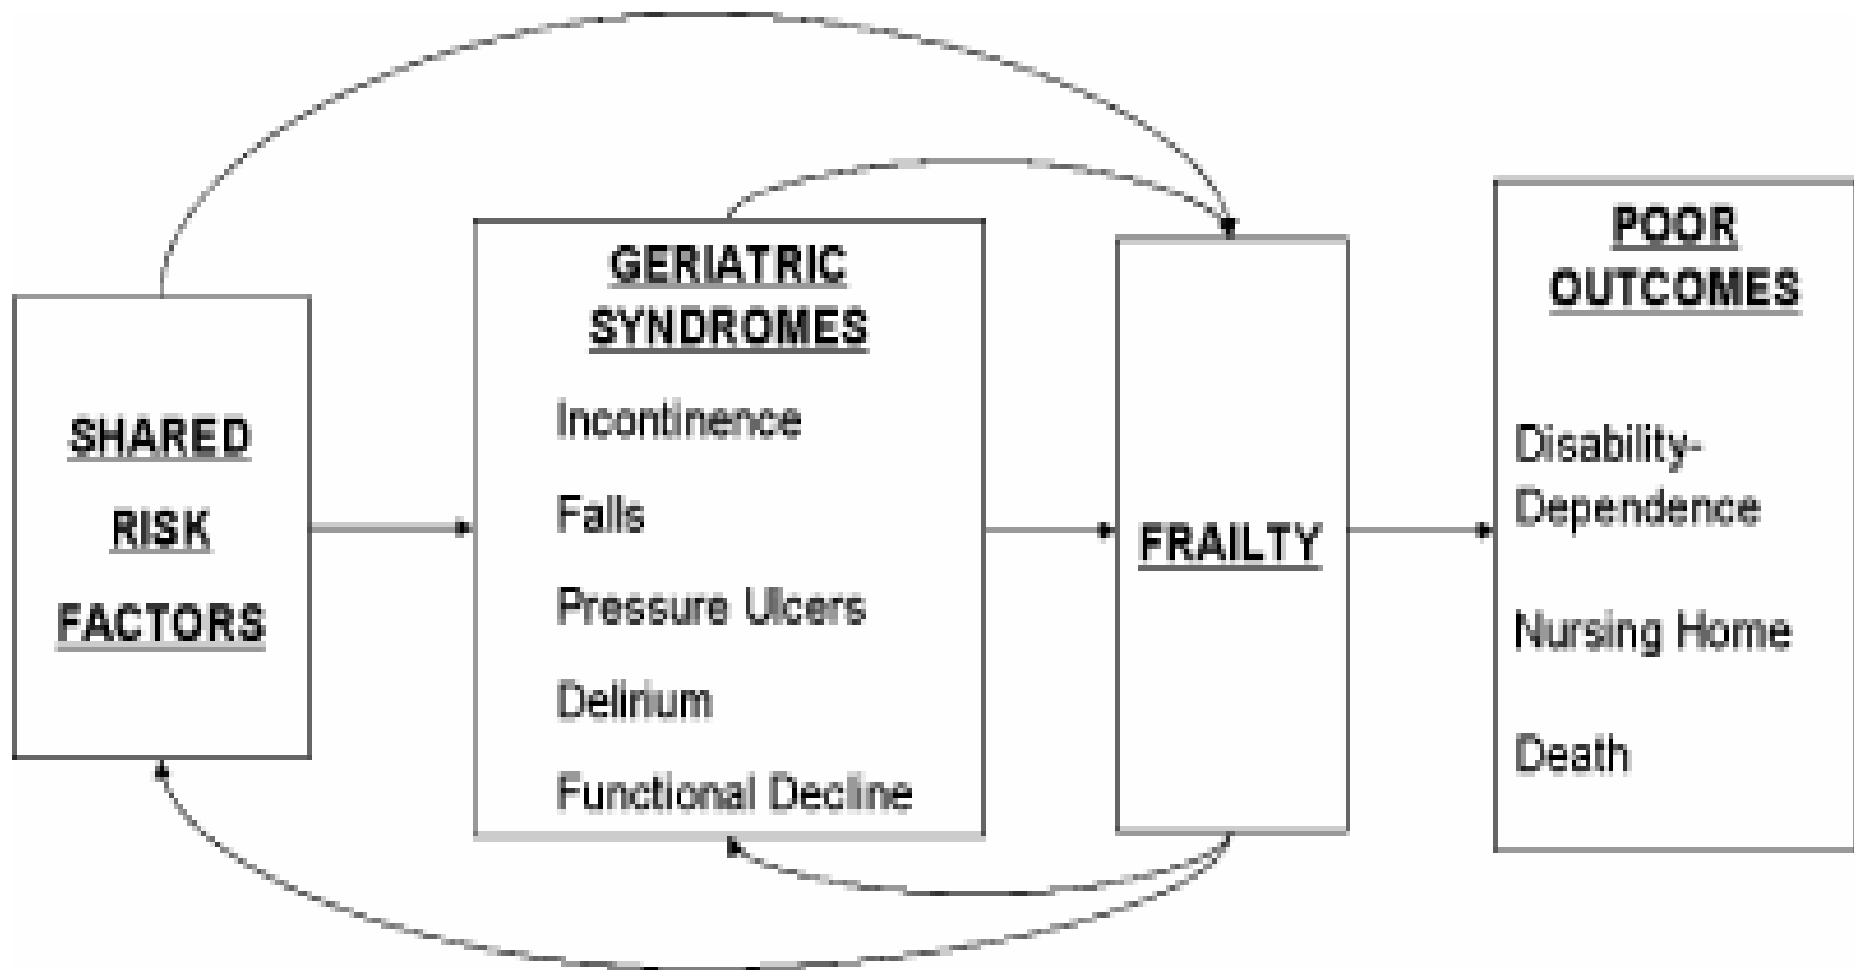 SHARED
RISK
FACTORS
GERIATRIC
SYNDROMES
Incontinence
Falls
Pressure Ulcers
Delirium
Functional Decline
FRAILTY
POOR
OUTCOMES
Disability-
Dependence
Nursing Home
Death